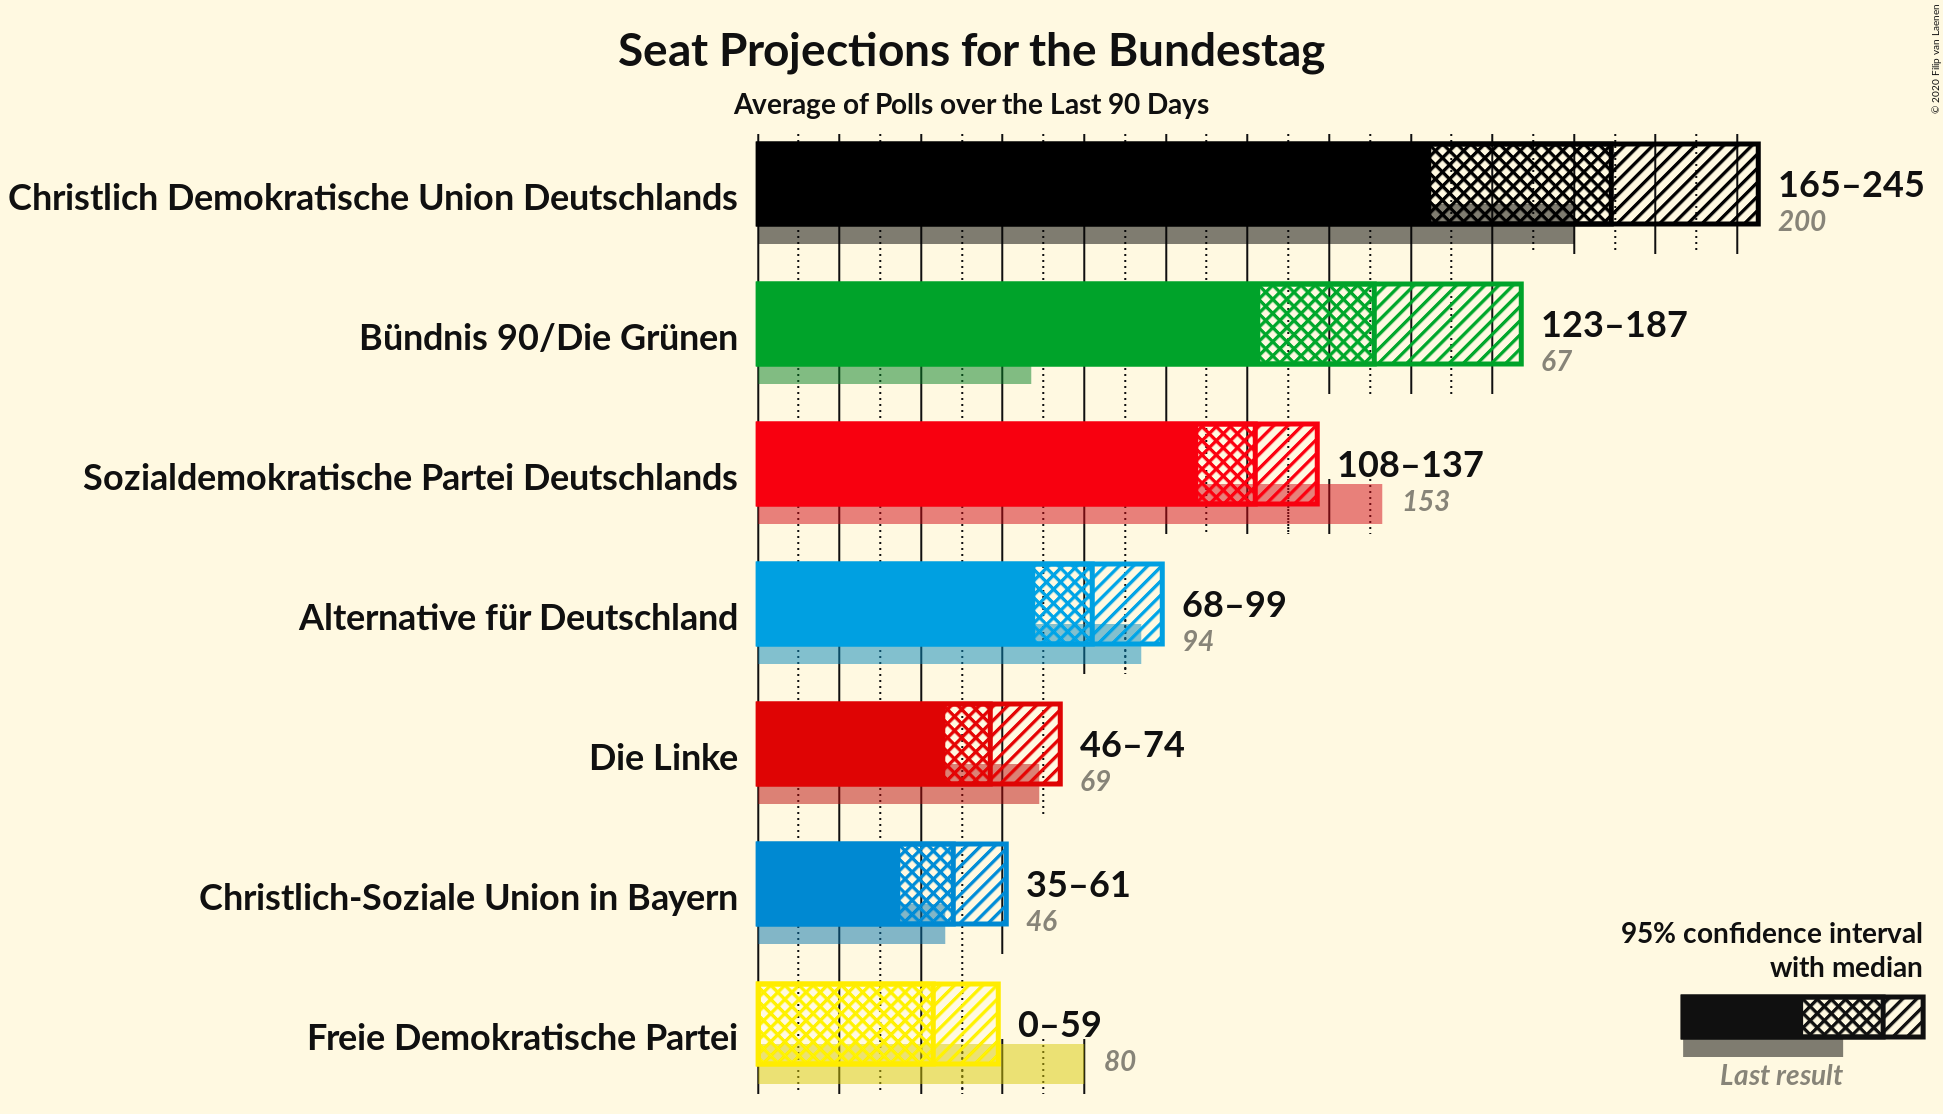 Seat Projections for the Bundestag
Average of Polls over the Last 90 Days
© 2020 Filip van Laenen
Christlich Demokratische Union Deutschlands
165–245
200
Bündnis 90/Die Grünen
123–187
67
Sozialdemokratische Partei Deutschlands
108–137
153
Alternative für Deutschland
68–99
94
Die Linke
46–74
69
Christlich-Soziale Union in Bayern
35–61
46
Freie Demokratische Partei
0–59
80
95% confidence interval
with median
Last result